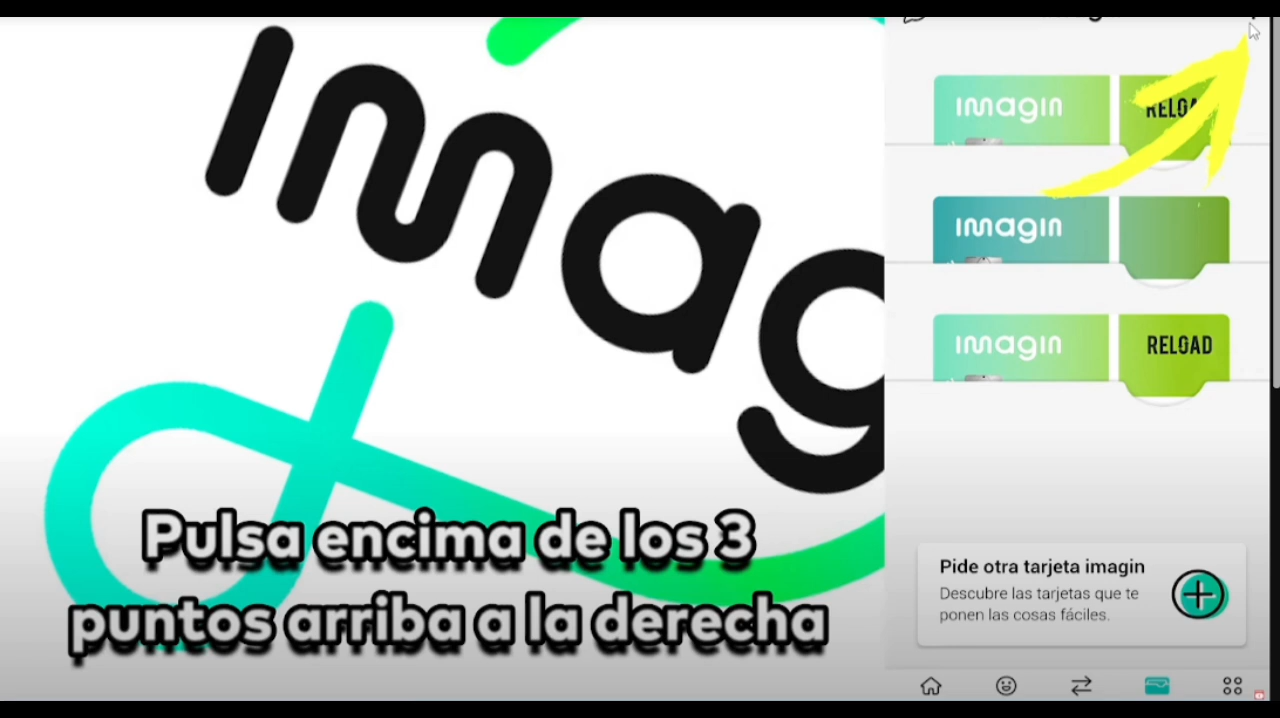 imag
Pulsa encima de los 3
puntos arriba a la derecha
imagin
imagin
imagin RELOAD
Pide otra tarjeta imagin
Descubre las tarjetas que te
ponen las cosas fáciles.